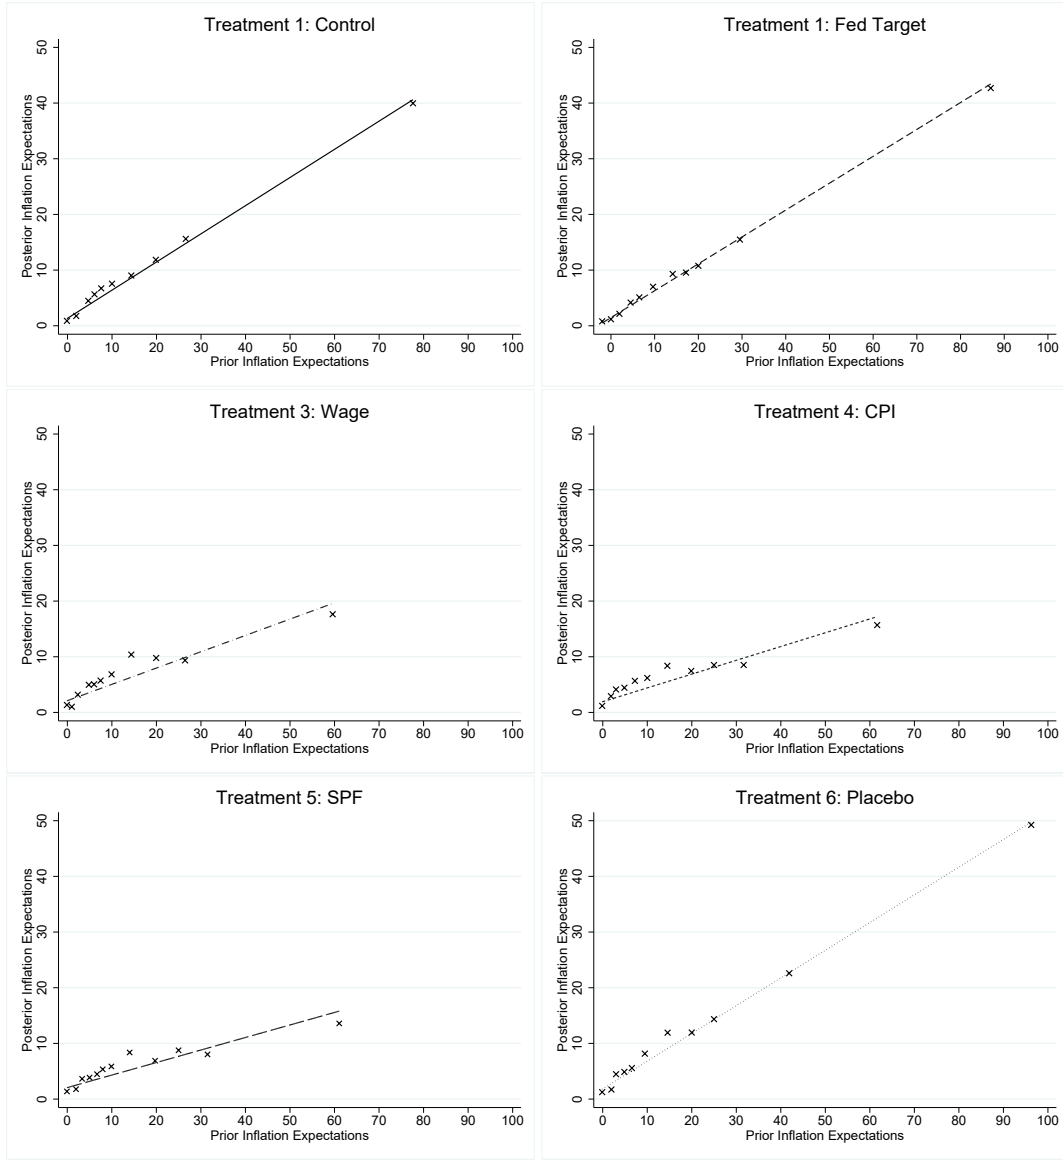 Treatment 1: Control
Posterior Inflation Expectations
50
40
30
20
10
0
0 10 20 30 40 50 60 70 80 90 100
Prior Inflation Expectations
Treatment 1: Fed Target
Posterior Inflation Expectations
50
40
30
20
10
0
0 10 20 30 40 50 60 70 80 90 100
Prior Inflation Expectations
Treatment 3: Wage
Posterior Inflation Expectations
50
40
30
20
10
0
0 10 20 30 40 50 60 70 80 90 100
Prior Inflation Expectations
Treatment 4: CPI
Posterior Inflation Expectations
50
40
30
20
10
0
0 10 20 30 40 50 60 70 80 90 100
Prior Inflation Expectations
Treatment 5: SPF
Posterior Inflation Expectations
50
40
30
20
10
0
0 10 20 30 40 50 60 70 80 90 100
Prior Inflation Expectations
Treatment 6: Placebo
Posterior Inflation Expectations
50
40
30
20
10
0
0 10 20 30 40 50 60 70 80 90 100
Prior Inflation Expectations